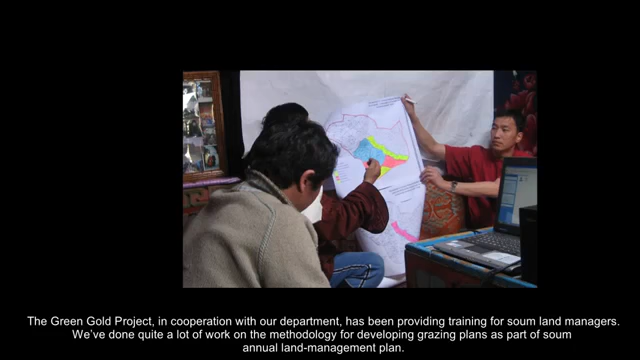 The Green Gold Project, in cooperation with our department, has been providing training for soum land managers.
We've done quite a lot of work on the methodology for developing grazing plans as part of soum
annual land-management plan.